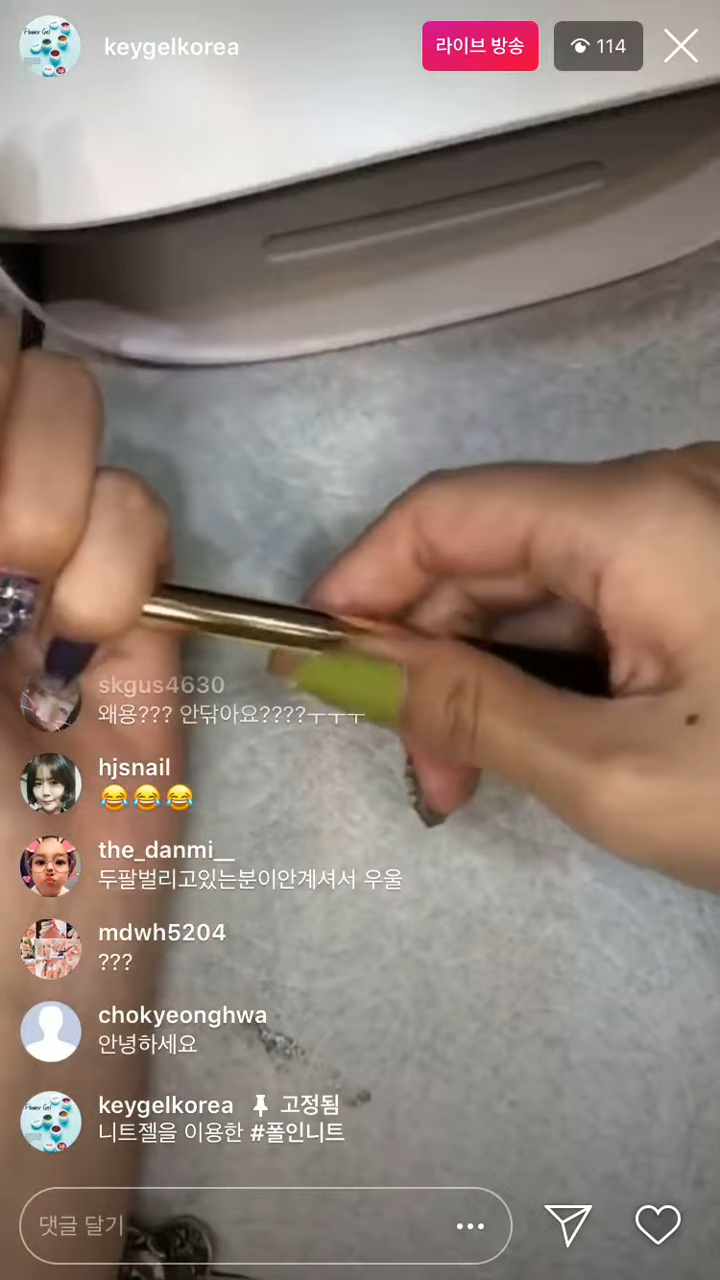 keygelkorea
라이브 방송
114
skgus4630
왜용??? 안닦아요????ㅜㅜㅜ
hjsnail
😂😂😂
the_danmi__
두팔벌리고있는분이안계셔서 우울
mdwh5204
???
chokyeonghwa
안녕하세요
keygelkorea 고정됨
니트젤을 이용한 #폴인니트
댓글 달기